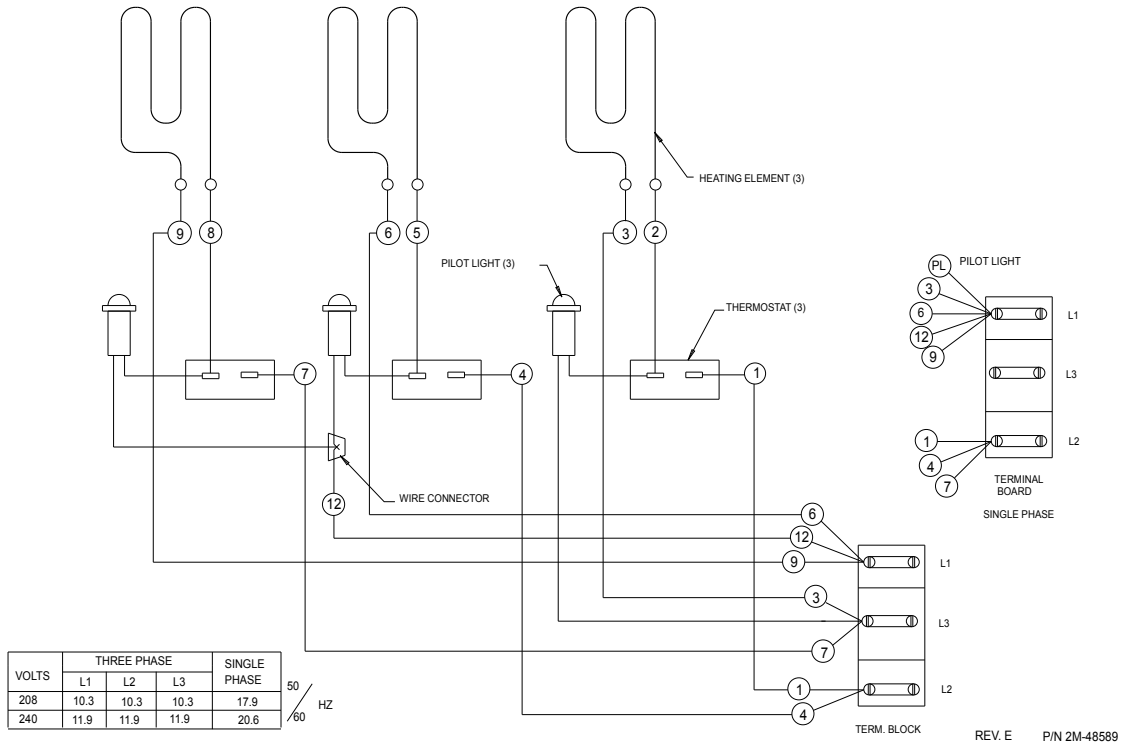 HEATING ELEMENT (3)
9
8
6
5
3
2
PILOT LIGHT (3)
THERMOSTAT (3)
7
4
1
WIRE CONNECTOR
12
PL
PILOT LIGHT
3
6
12
9
L1
L3
1
4
7
L2
TERMINAL
BOARD
SINGLE PHASE
6
12
9
L1
3
7
L3
1
4
L2
TERM. BLOCK
VOLTS THREE PHASE SINGLE PHASE
L1 L2 L3
208 10.3 10.3 10.3 17.9
240 11.9 11.9 11.9 20.6
50/60 HZ
REV. E P/N 2M-48589